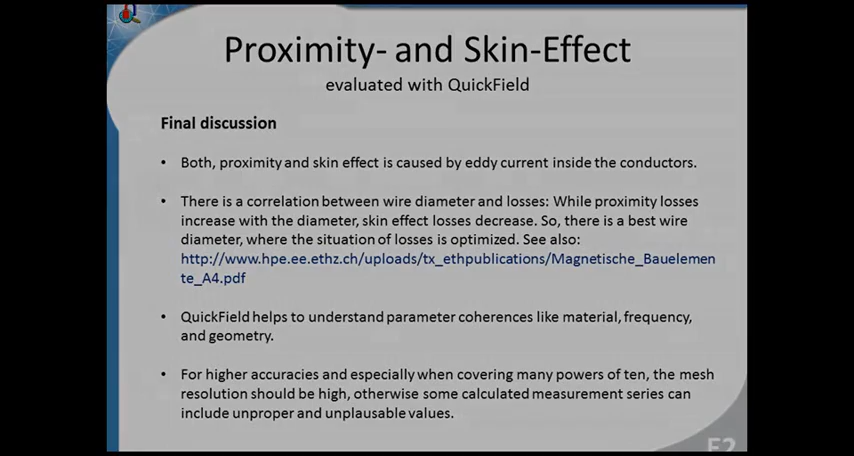 Proximity- and Skin-Effect
evaluated with QuickField
Final discussion
• Both, proximity and skin effect is caused by eddy current inside the conductors.
• There is a correlation between wire diameter and losses: While proximity losses
increase with the diameter, skin effect losses decrease. So, there is a best wire
diameter, where the situation of losses is optimized. See also:
http://www.hpe.ee.ethz.ch/uploads/tx_ethpublications/Magnetische_Bauelemen
te_A4.pdf
• QuickField helps to understand parameter coherences like material, frequency,
and geometry.
• For higher accuracies and especially when covering many powers of ten, the mesh
resolution should be high, otherwise some calculated measurement series can
include unproper and unplausable values.